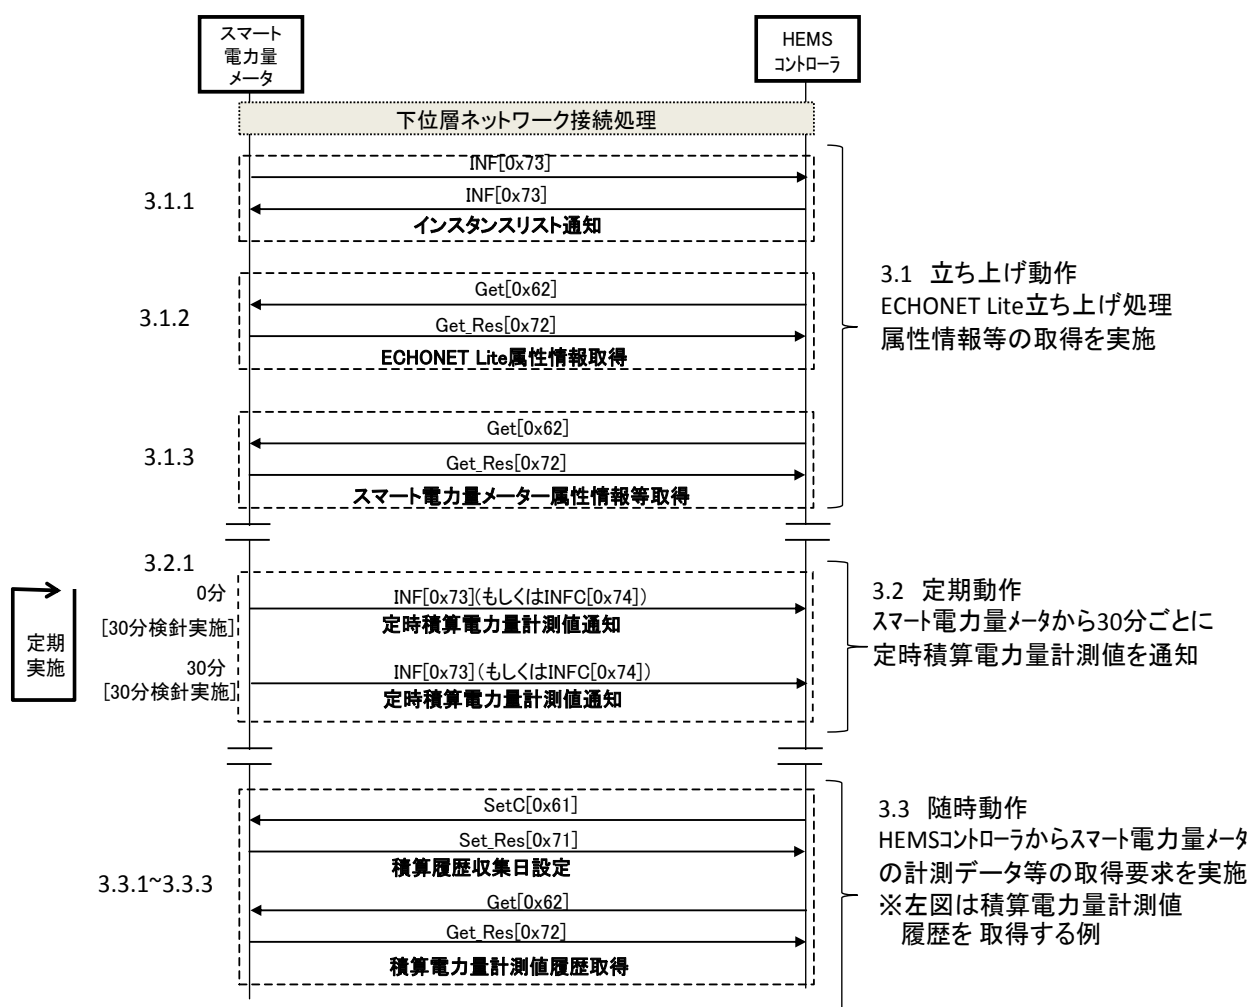 スマート
電力量
メータ
HEMS
コントローラ
下位層ネットワーク接続処理
3.1.1
INF[0x73]
INF[0x73]
インスタンスリスト通知
3.1.2
Get[0x62]
Get_Res[0x72]
ECHONET Lite属性情報取得
3.1.3
Get[0x62]
Get_Res[0x72]
スマート電力量メーター属性情報等取得
3.1 立ち上げ動作
ECHONET Lite立ち上げ処理
属性情報等の取得を実施
3.2.1
定期
実施
0分
[30分検針実施]
INF[0x73](もしくはINFC[0x74])
定時積算電力量計測値通知
30分
[30分検針実施]
INF[0x73](もしくはINFC[0x74])
定時積算電力量計測値通知
3.2 定期動作
スマート電力量メータから30分ごとに
定時積算電力量計測値を通知
3.3.1~3.3.3
SetC[0x61]
Set_Res[0x71]
積算履歴収集日設定
Get[0x62]
Get_Res[0x72]
積算電力量計測値履歴取得
3.3 随時動作
HEMSコントローラからスマート電力量メータ
の計測データ等の取得要求を実施
※左図は積算電力量計測値
履歴を 取得する例